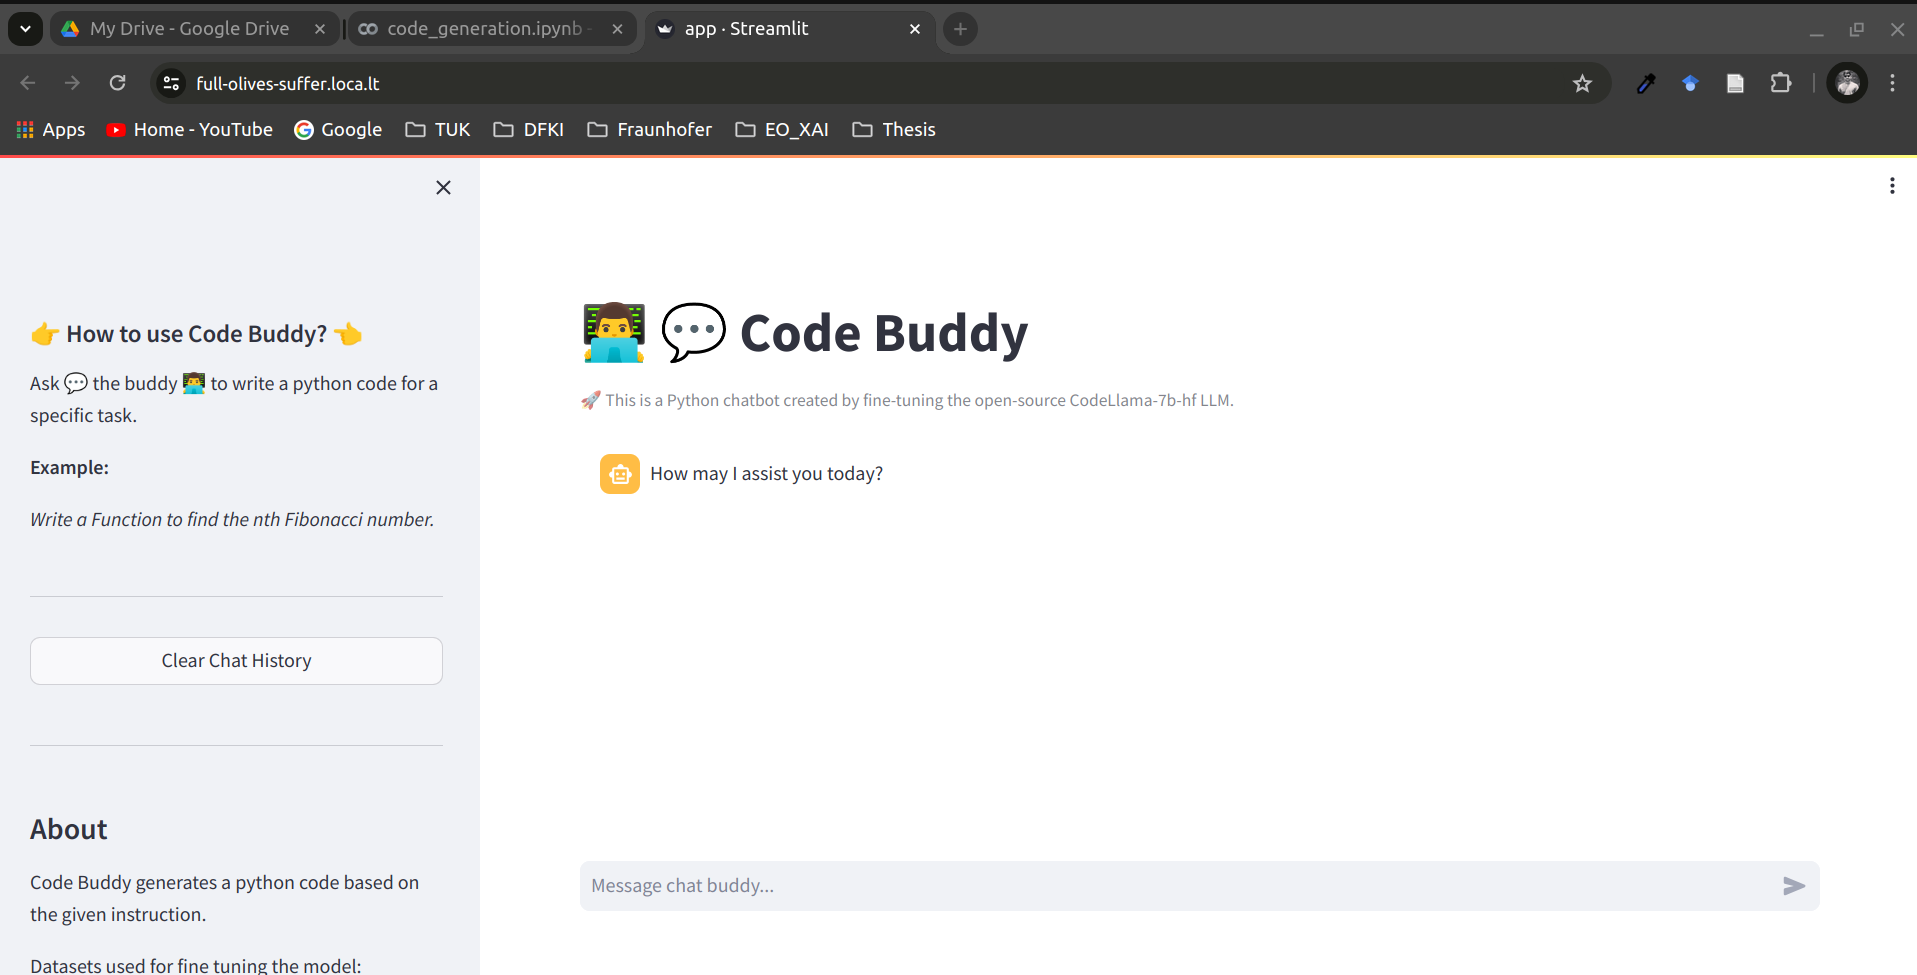 My Drive - Google Drive
code_generation.ipynb -
app · Streamlit
full-olives-suffer.loca.lt
Apps
Home - YouTube
Google
TUK
DFKI
Fraunhofer
EO_XAI
Thesis
👉 How to use Code Buddy? 👈
Ask 💬 the buddy 👨‍💻 to write a python code for a
specific task.
Example:
Write a Function to find the nth Fibonacci number.
Clear Chat History
About
Code Buddy generates a python code based on
the given instruction.
Datasets used for fine tuning the model:
👨‍💻 💬 Code Buddy
🚀 This is a Python chatbot created by fine-tuning the open-source CodeLlama-7b-hf LLM.
How may I assist you today?
Message chat buddy...